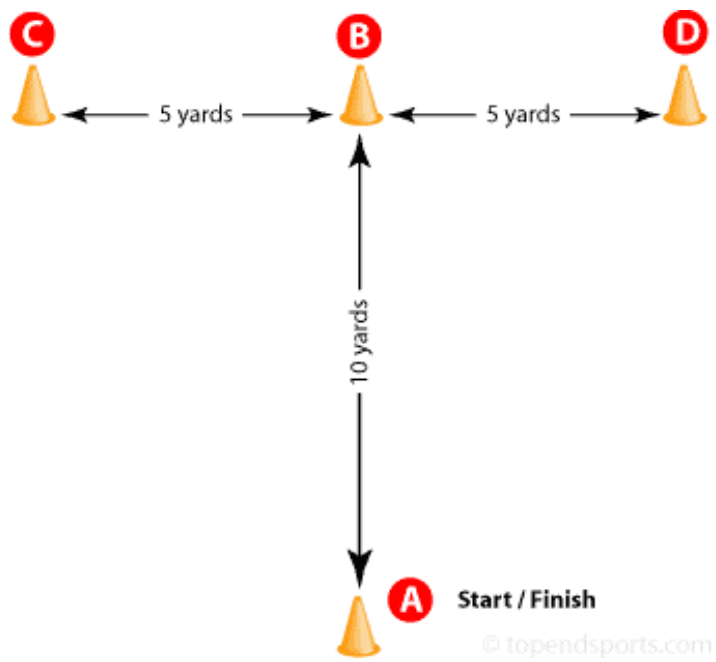 C
B
D
5 yards
5 yards
10 yards
A
Start / Finish
© topendsports.com